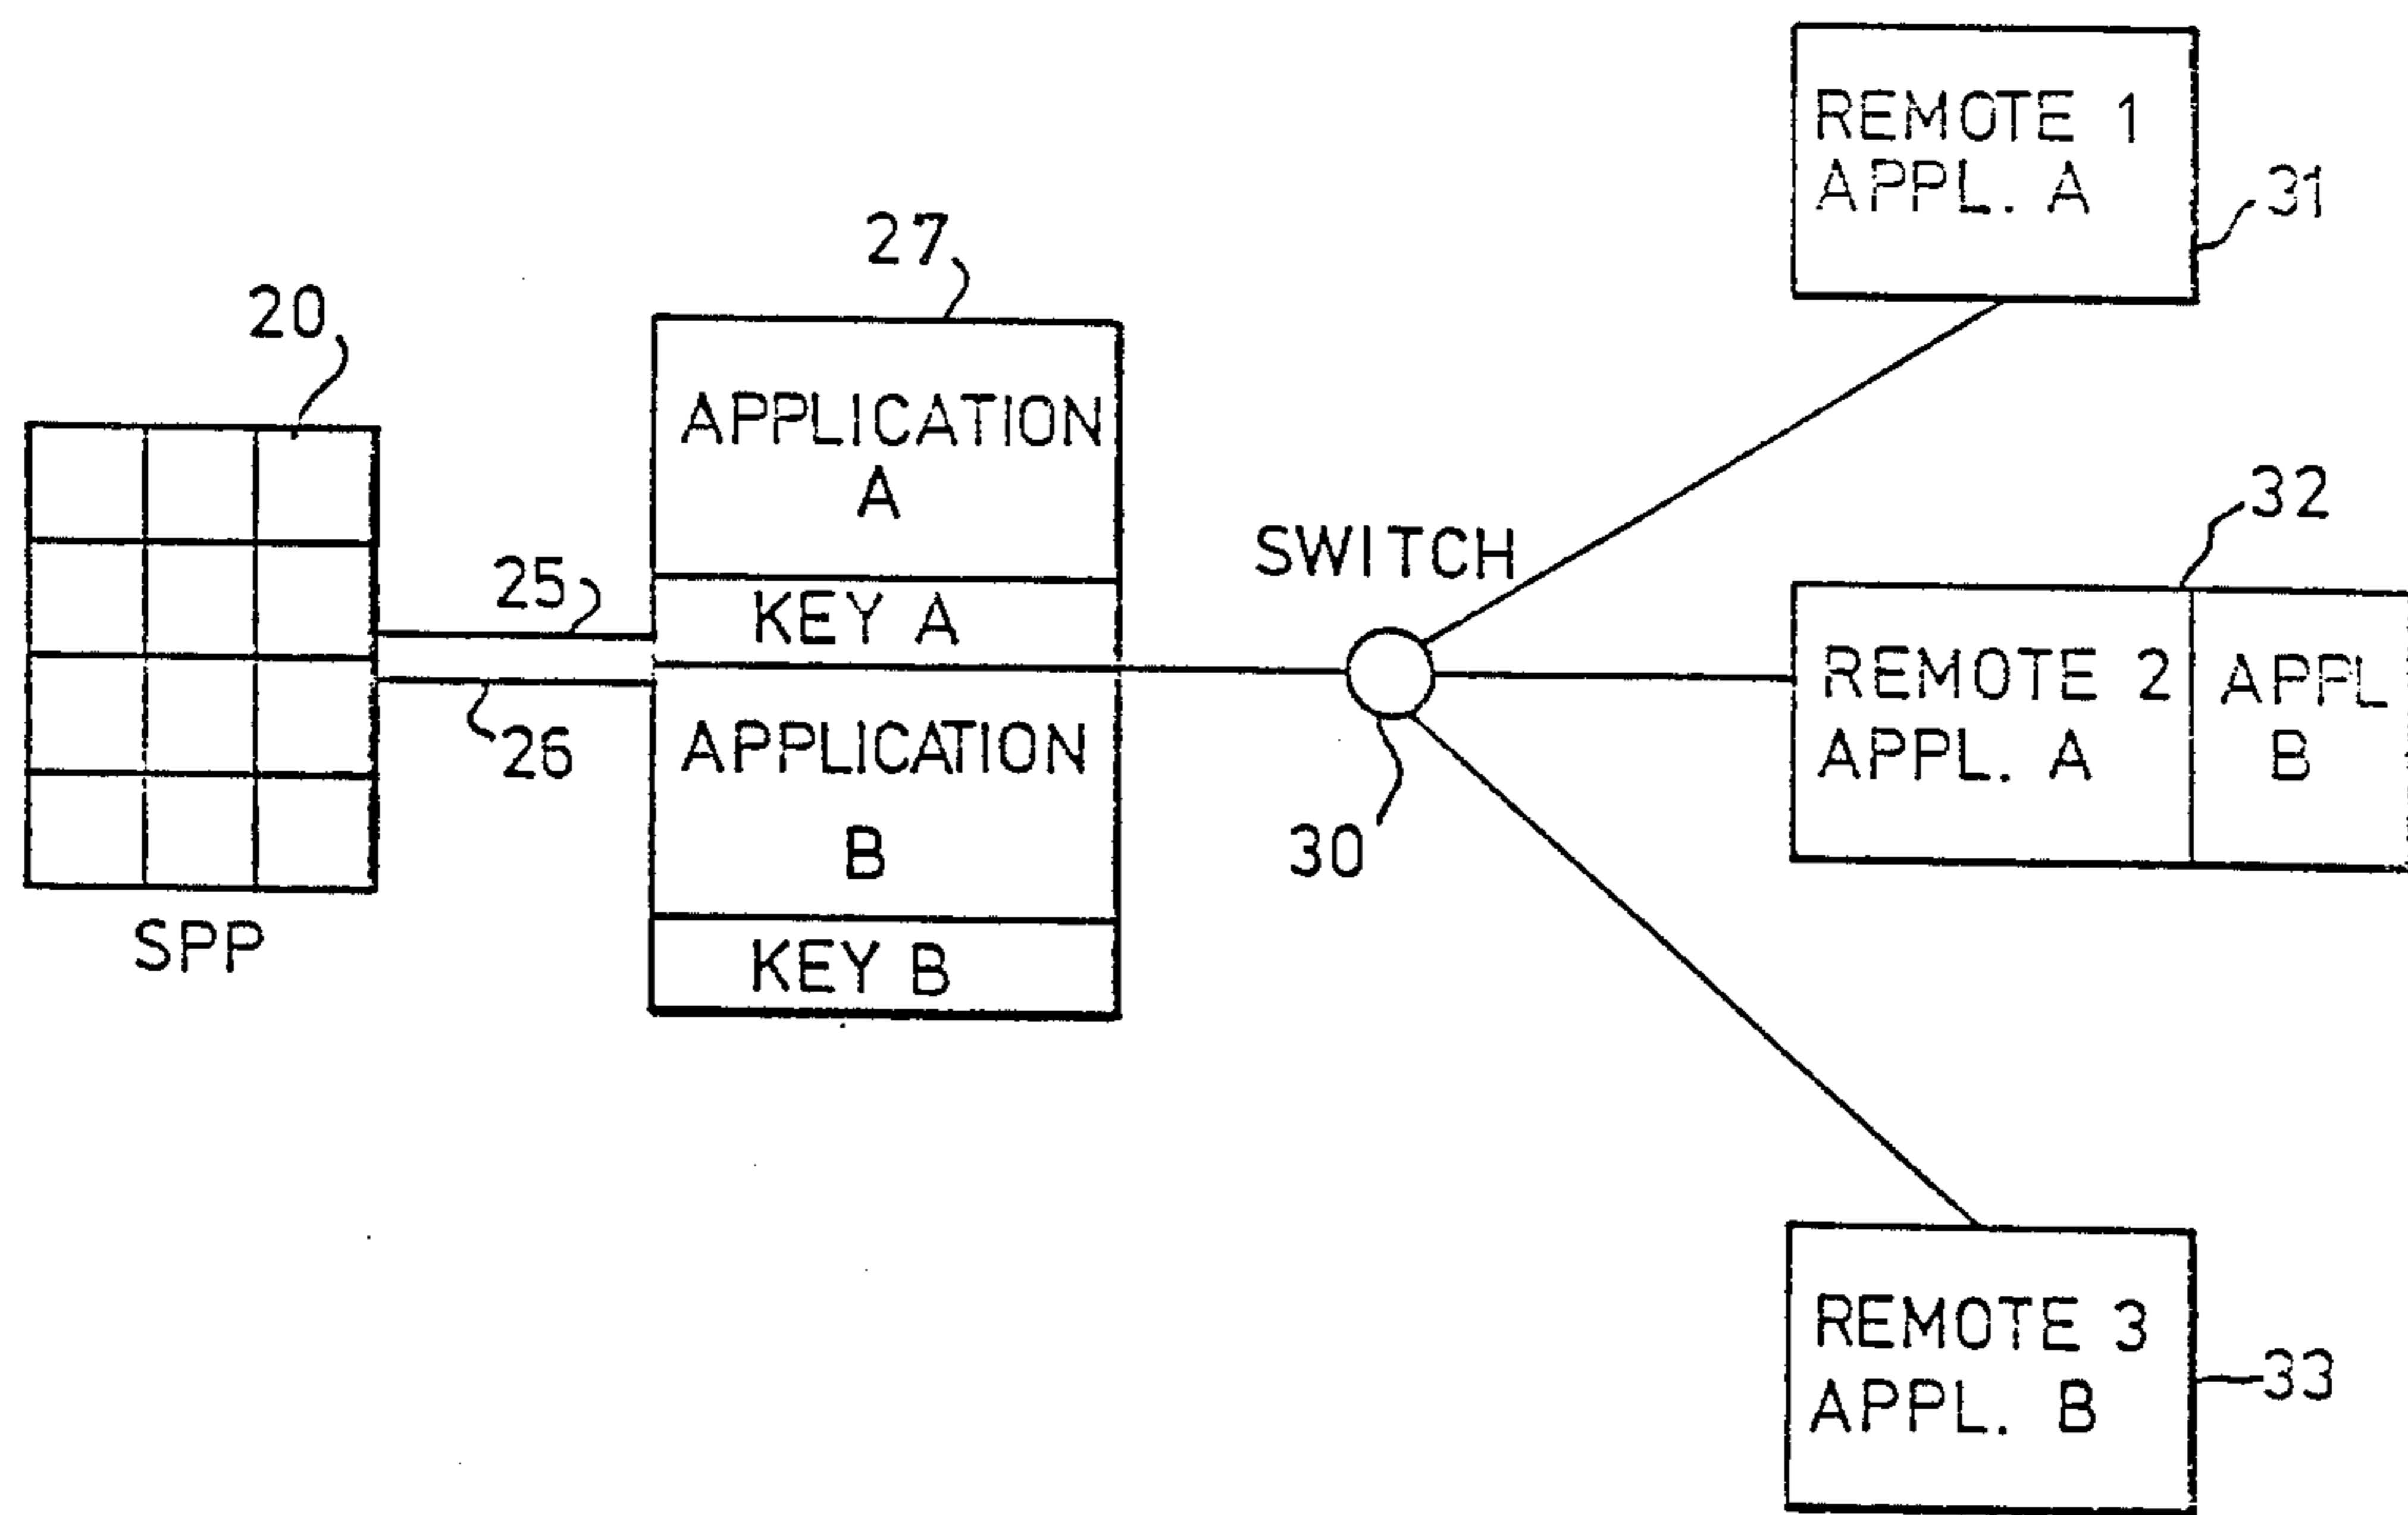 20
SPP
25
26
27
APPLICATION
A
KEY A
APPLICATION
B
KEY B
SWITCH
30
REMOTE 1
APPL. A
31
32
REMOTE 2
APPL. A
APPL
B
REMOTE 3
APPL. B
33